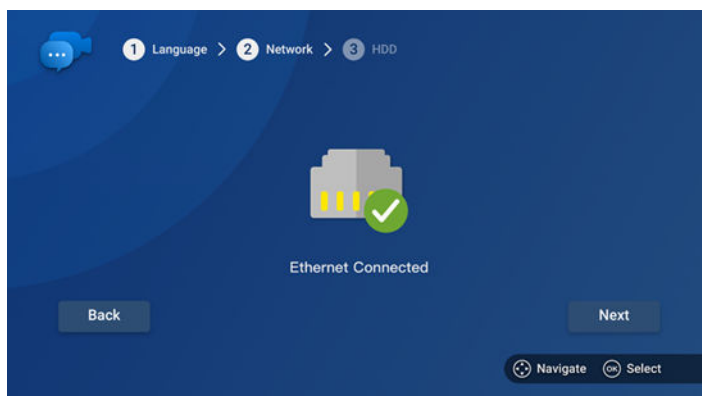 1 Language > 2 Network > 3 HDD
Ethernet Connected
Back
Next
Navigate OK Select